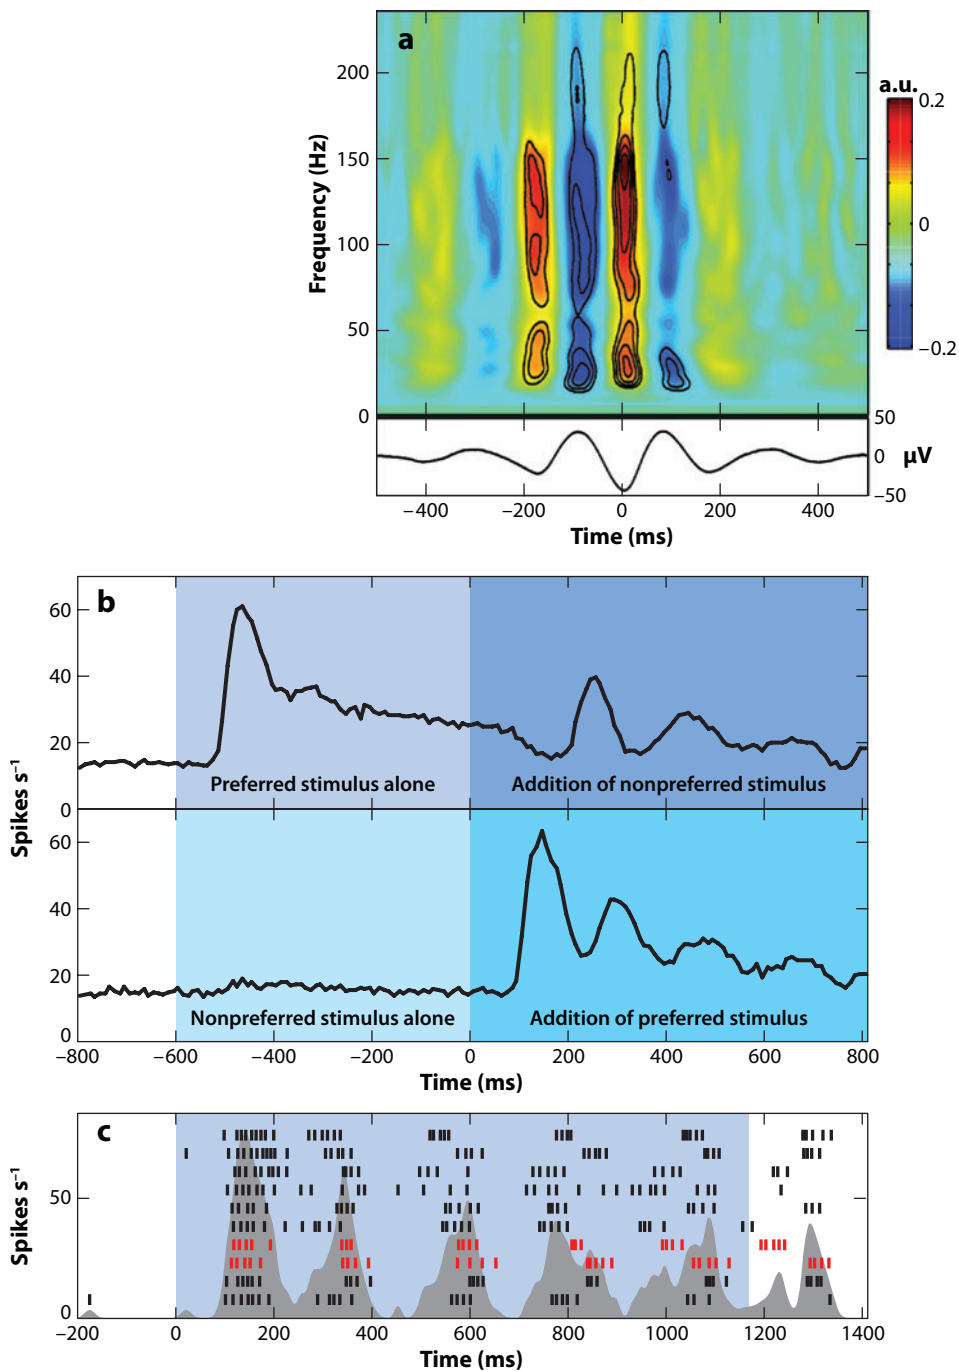 a
200
150
100
50
0
Frequency (Hz)
a.u.
0.2
0
−0.2
50
0
−50
µV
−400 −200 0 200 400
Time (ms)
b
60
40
20
0
Preferred stimulus alone
Addition of nonpreferred stimulus
Spikes s−1
60
40
20
0
Nonpreferred stimulus alone
Addition of preferred stimulus
−800 −600 −400 −200 0 200 400 600 800
Time (ms)
c
Spikes s−1
50
0
−200 0 200 400 600 800 1000 1200 1400
Time (ms)